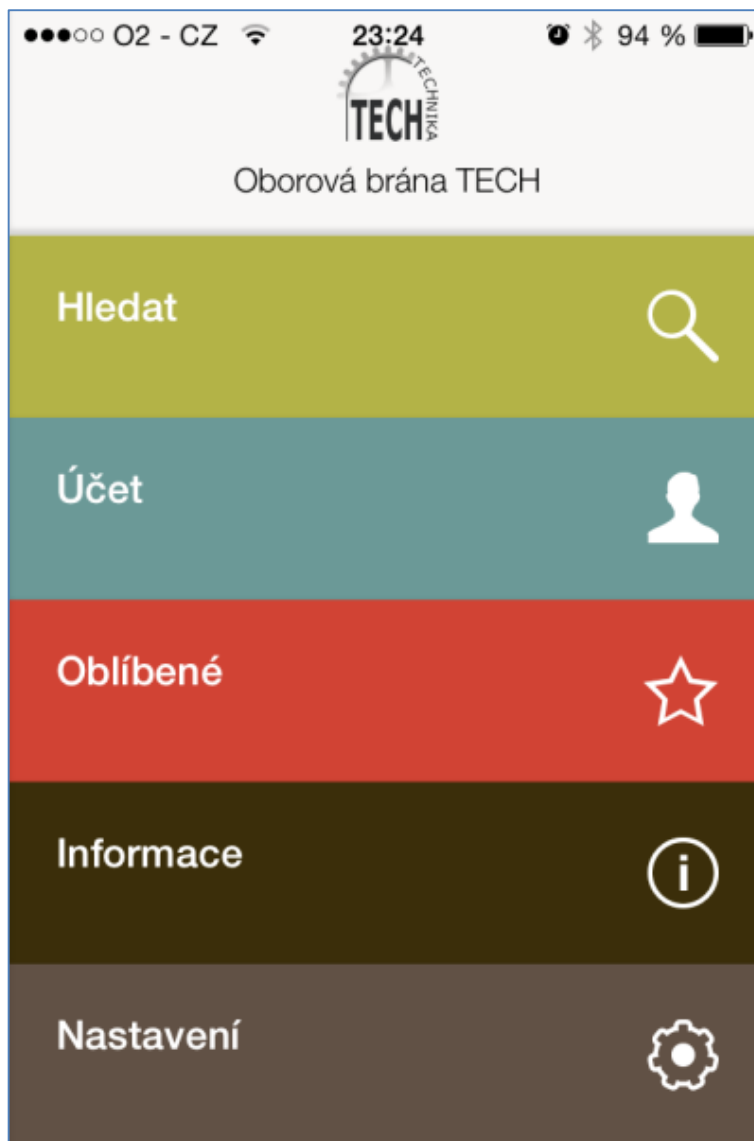 O2 - CZ 23:24 94 %
TECH TECHNIKA
Oborová brána TECH
Hledat
Účet
Oblíbené
Informace
Nastavení